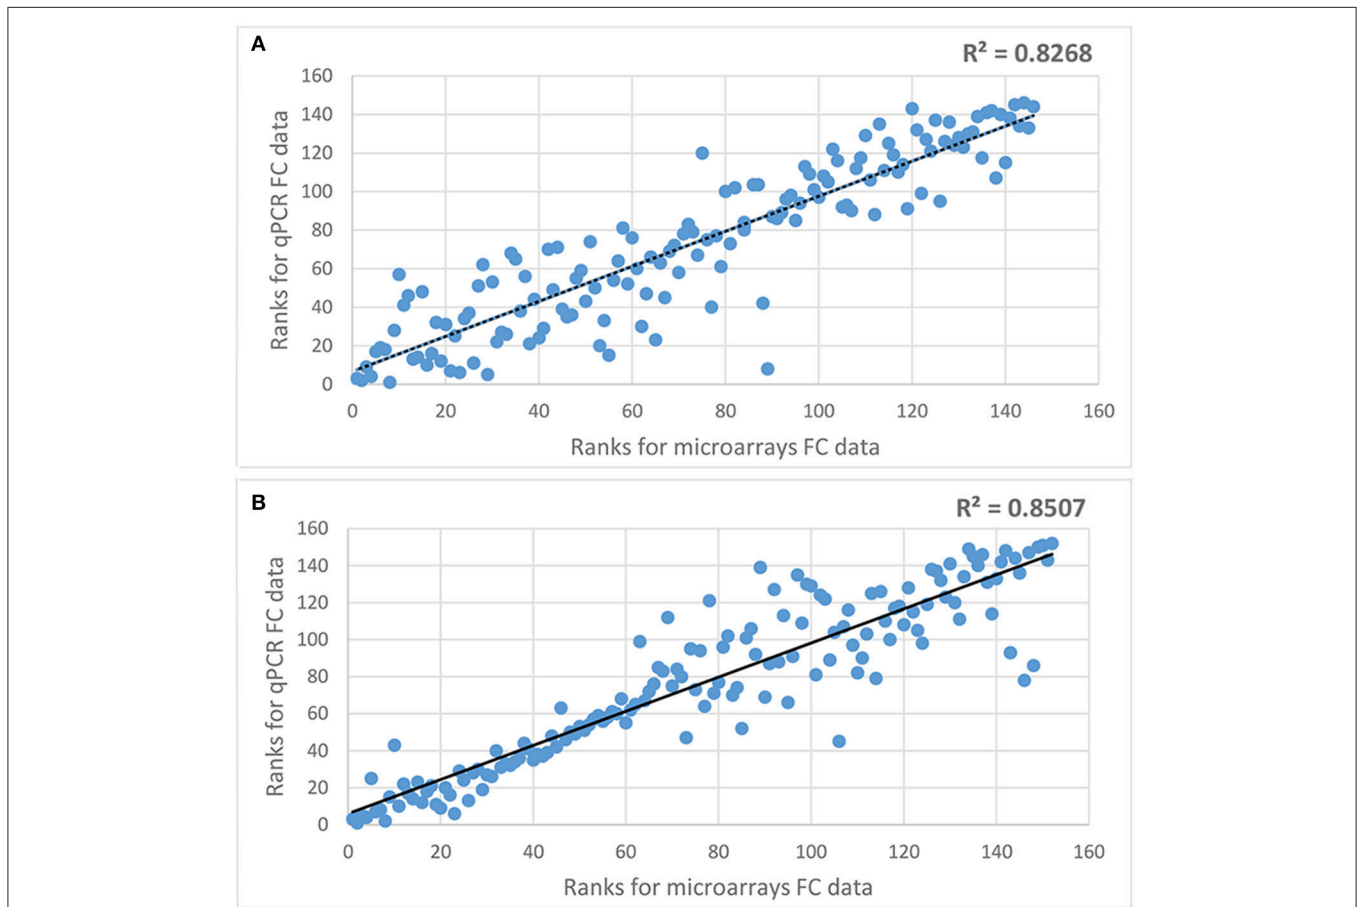 A
R² = 0.8268
160
140
120
100
80
60
40
20
0
Ranks for qPCR FC data
0 20 40 60 80 100 120 140 160
Ranks for microarrays FC data
B
R² = 0.8507
160
140
120
100
80
60
40
20
0
Ranks for qPCR FC data
0 20 40 60 80 100 120 140 160
Ranks for microarrays FC data